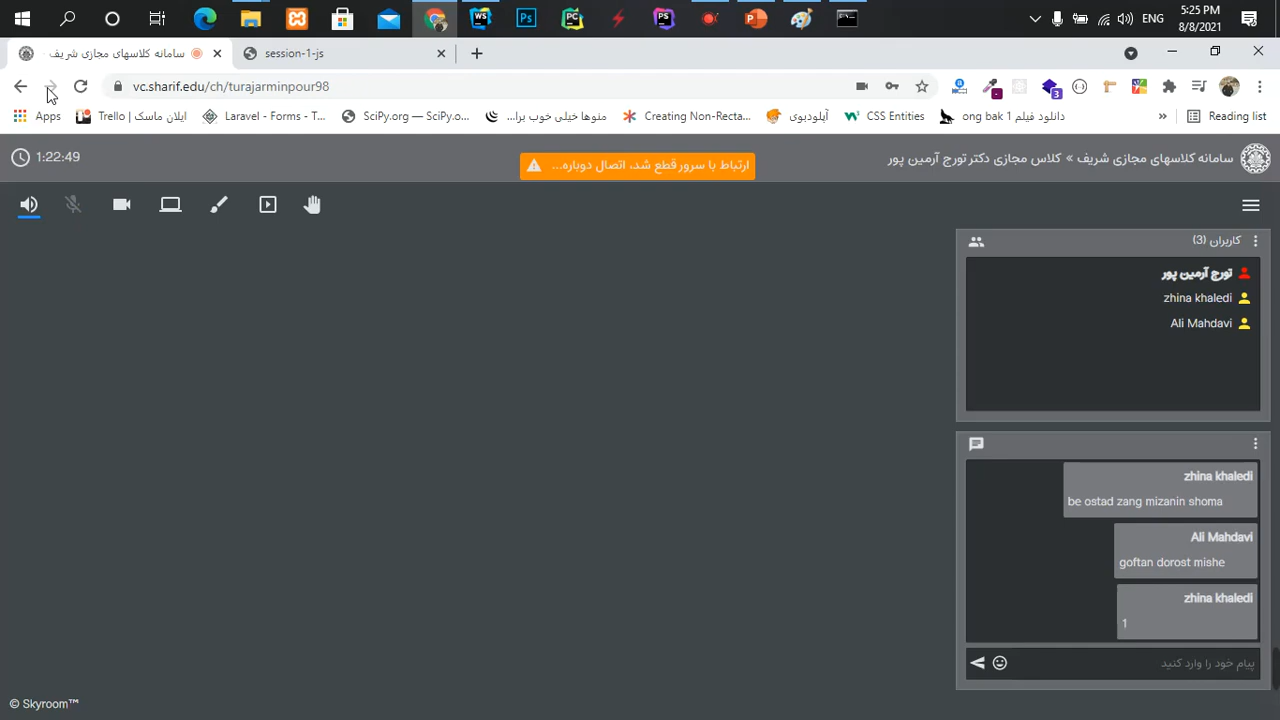 ENG
5:25 PM
8/8/2021
سامانه کلاسهای مجازی شریف
session-1-js
vc.sharif.edu/ch/turajarminpour98
Apps
ایلان ماسک | Trello
Laravel - Forms - T...
SciPy.org — SciPy.o...
منوها خیلی خوب برا...
Creating Non-Recta...
آپلودبوی
CSS Entities
دانلود فیلم ong bak 1
»
Reading list
1:22:49
ارتباط با سرور قطع شد، اتصال دوباره...
سامانه کلاسهای مجازی شریف » کلاس مجازی دکتر تورج آرمین پور
کاربران (3)
تورج آرمین پور
zhina khaledi
Ali Mahdavi
zhina khaledi
be ostad zang mizanin shoma
Ali Mahdavi
goftan dorost mishe
zhina khaledi
1
پیام خود را وارد کنید
© Skyroom™